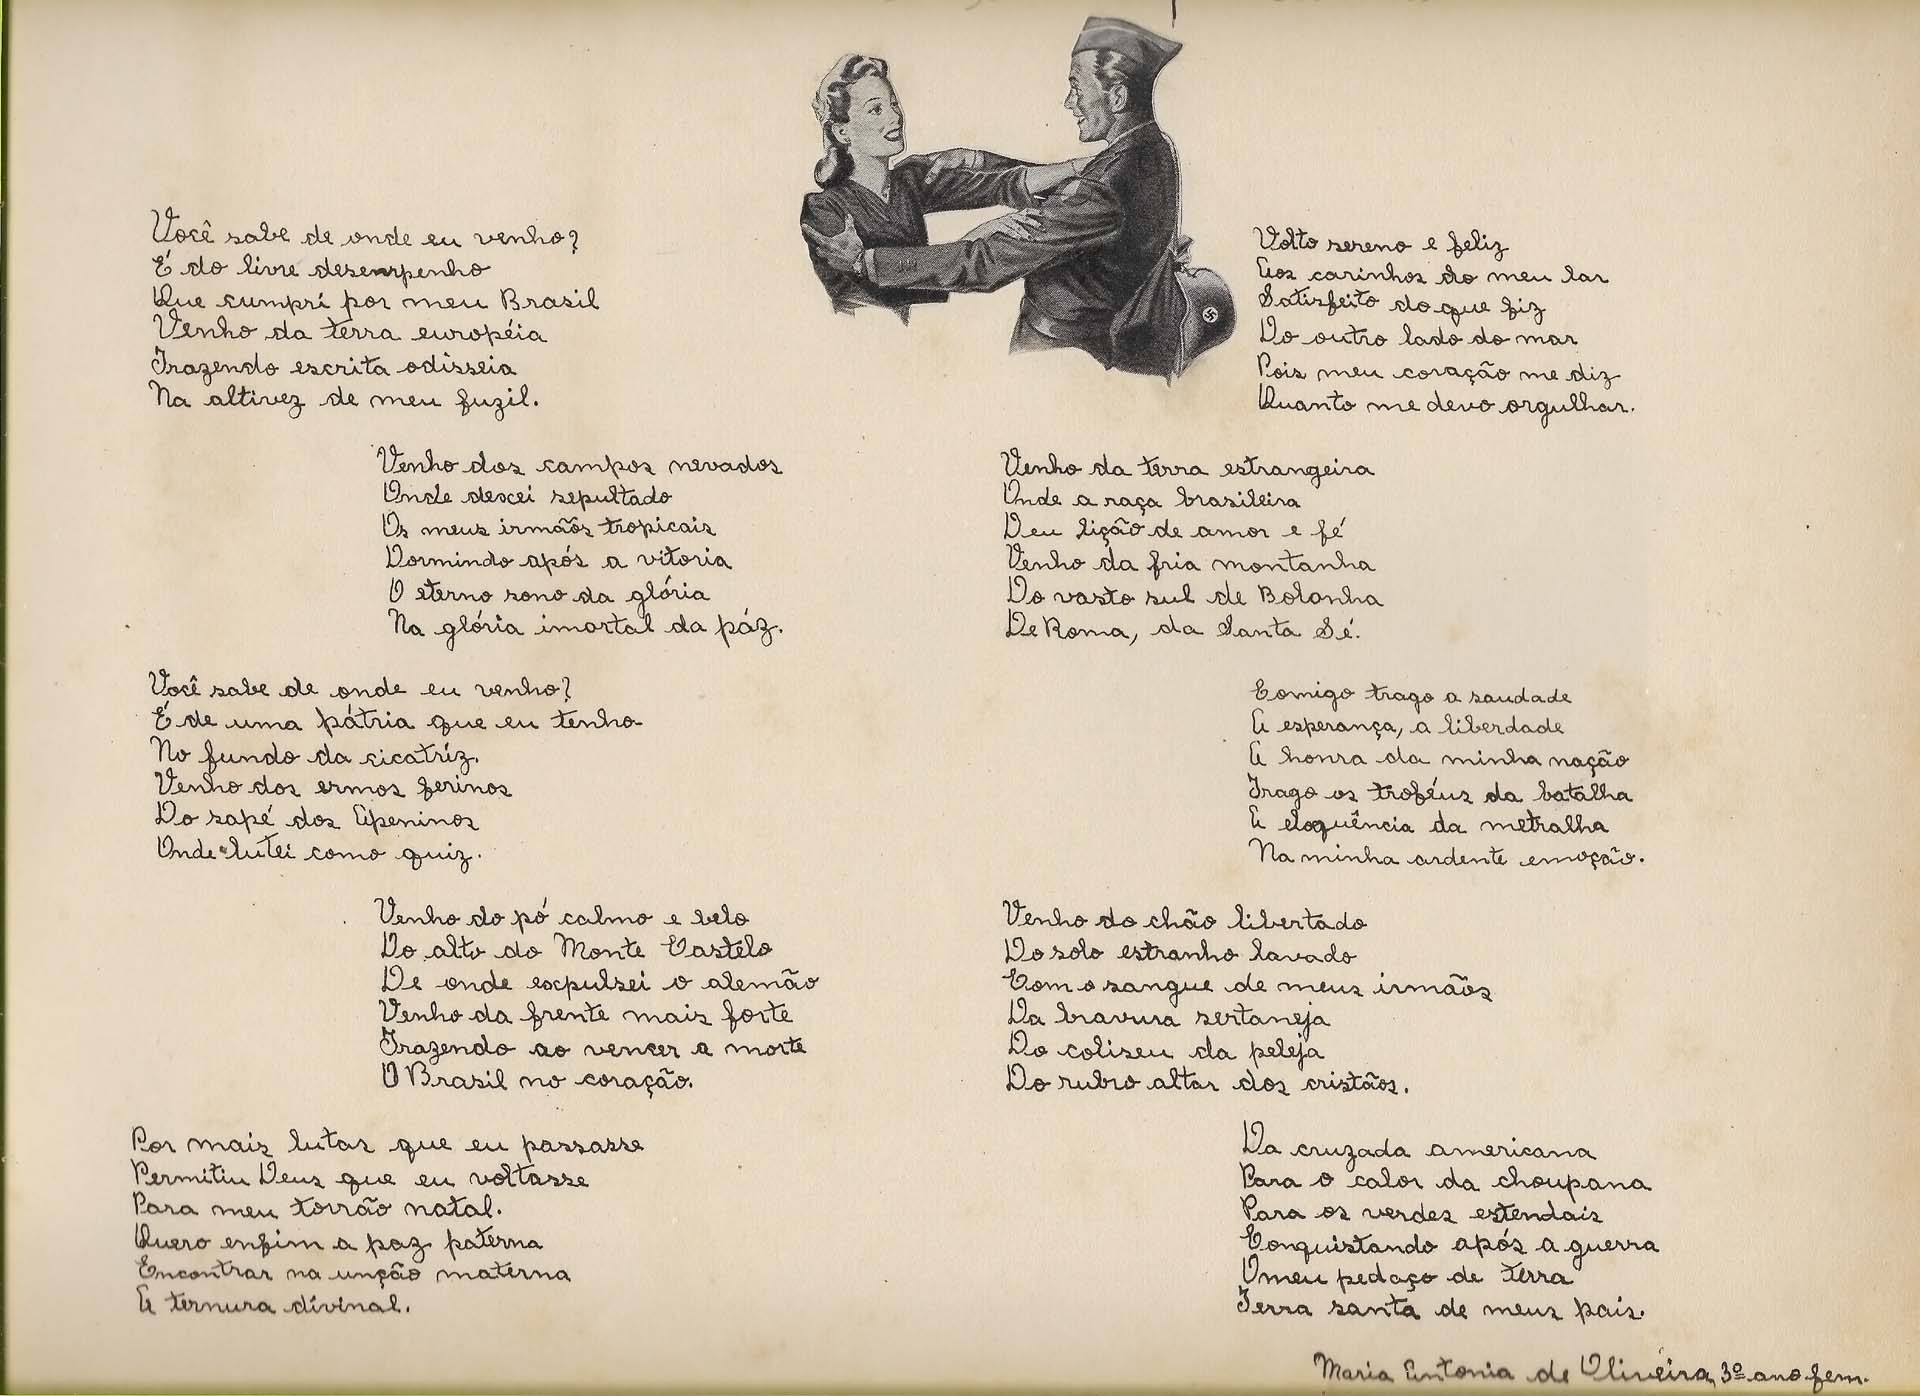 Você sabe de onde eu venho?
É do livre desempenho
Que cumpri por meu Brasil
Venho da terra européia
Trazendo escrita odisseia
Na altivez de meu fuzil.
Venho dos campos nevados
Onde descei sepultado
Os meus irmãos tropicais
Dormindo após a vitoria
O eterno sono da glória
Na glória imortal da páz.
Você sabe de onde eu venho?
É de uma pátria que eu tenho
No fundo da cicatríz.
Venho dos ermos ferinos
Do sapé dos Apeninos
Onde lutei como quiz.
Venho do pó calmo e belo
Do alto do Monte Castelo
De onde expulsei o alemão
Venho da frente mais forte
Trazendo ao vencer a morte
O Brasil no coração.
Por mais lutas que eu passasse
Permitiu Deus que eu voltasse
Para meu torrão natal.
Quero enfim a paz paterna
Encontrar na unção materna
A ternura divinal.
Volto sereno e feliz
Aos carinhos do meu lar
Satisfeito do que fiz
Do outro lado do mar
Pois meu coração me diz
Quanto me devo orgulhar.
Venho da terra estrangeira
Onde a raça brasileira
Deu lição de amor e fé
Venho da fria montanha
Do vasto sul de Bolonha
De Roma, da Santa Sé.
Comigo trago a saudade
A esperança, a liberdade
A honra da minha nação
Trago os troféus da batalha
A eloquência da metralha
Na minha ardente emoção.
Venho do chão libertado
Do solo estranho lavado
Com o sangue de meus irmãos
Da bravura sertaneja
Do coliseu da peleja
Do rubro altar dos cristãos.
Da cruzada americana
Para o calor da choupana
Para os verdes estendais
Conquistando após a guerra
O meu pedaço de terra
Terra santa de meus pais.
Maria Antonia de Oliveira, 3º ano fem.